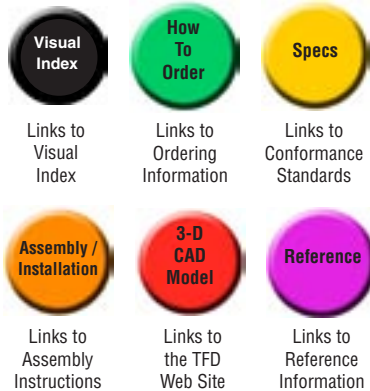 Visual
Index
How
To
Order
Specs
Links to
Visual
Index
Links to
Ordering
Information
Links to
Conformance
Standards
Assembly /
Installation
3-D
CAD
Model
Reference
Links to
Assembly
Instructions
Links to
the TFD
Web Site
Links to
Reference
Information